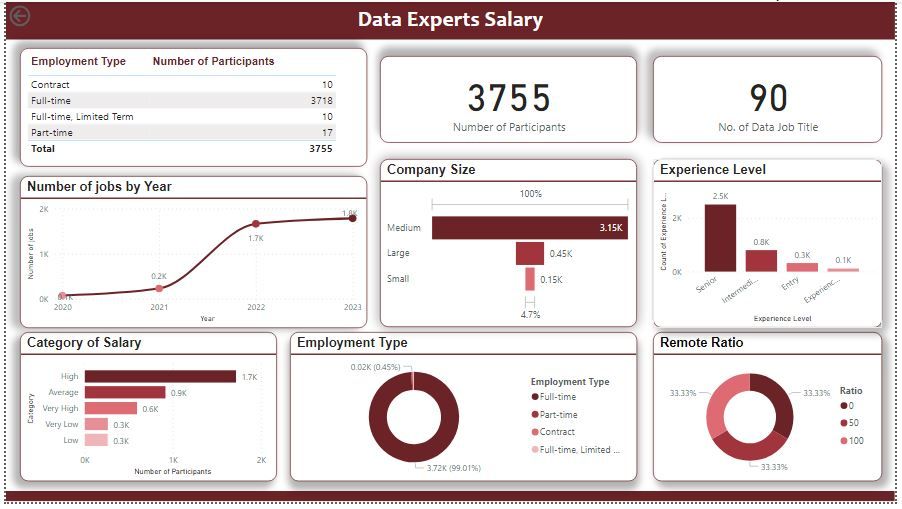 Data Experts Salary
Employment Type Number of Participants
Contract 10
Full-time 3718
Full-time, Limited Term 10
Part-time 17
Total 3755
3755
Number of Participants
90
No. of Data Job Title
Number of jobs by Year
Number of jobs
2K
1K
0K
0.1K
0.2K
1.7K
1.8K
2020 2021 2022 2023
Year
Company Size
100%
Medium 3.15K
Large 0.45K
Small 0.15K
4.7%
Experience Level
Count of Experience L...
2K
0K
2.5K
0.8K
0.3K
0.1K
Senior
Intermedi...
Entry
Experienc...
Experience Level
Category of Salary
Category
High 1.7K
Average 0.9K
Very High 0.6K
Very Low 0.3K
Low 0.3K
0K 1K 2K
Number of Participants
Employment Type
0.02K (0.45%)
3.72K (99.01%)
Employment Type
Full-time
Part-time
Contract
Full-time, Limited ...
Remote Ratio
33.33%
33.33%
33.33%
Ratio
0
50
100